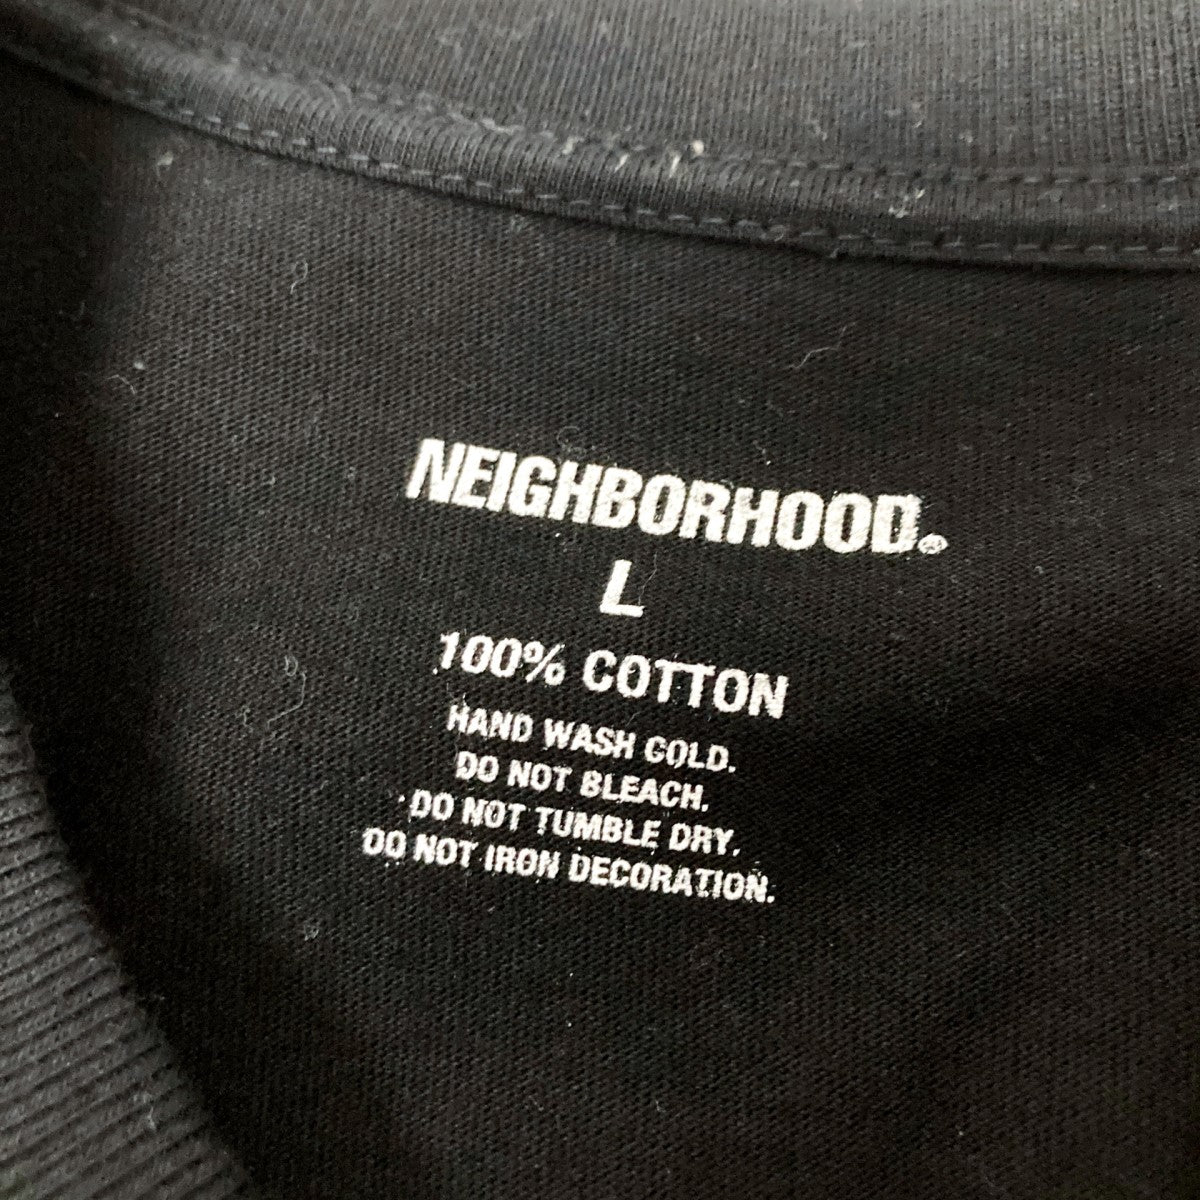 NEIGHBORHOOD.®
L
100% COTTON
HAND WASH COLD.
DO NOT BLEACH.
DO NOT TUMBLE DRY.
DO NOT IRON DECORATION.